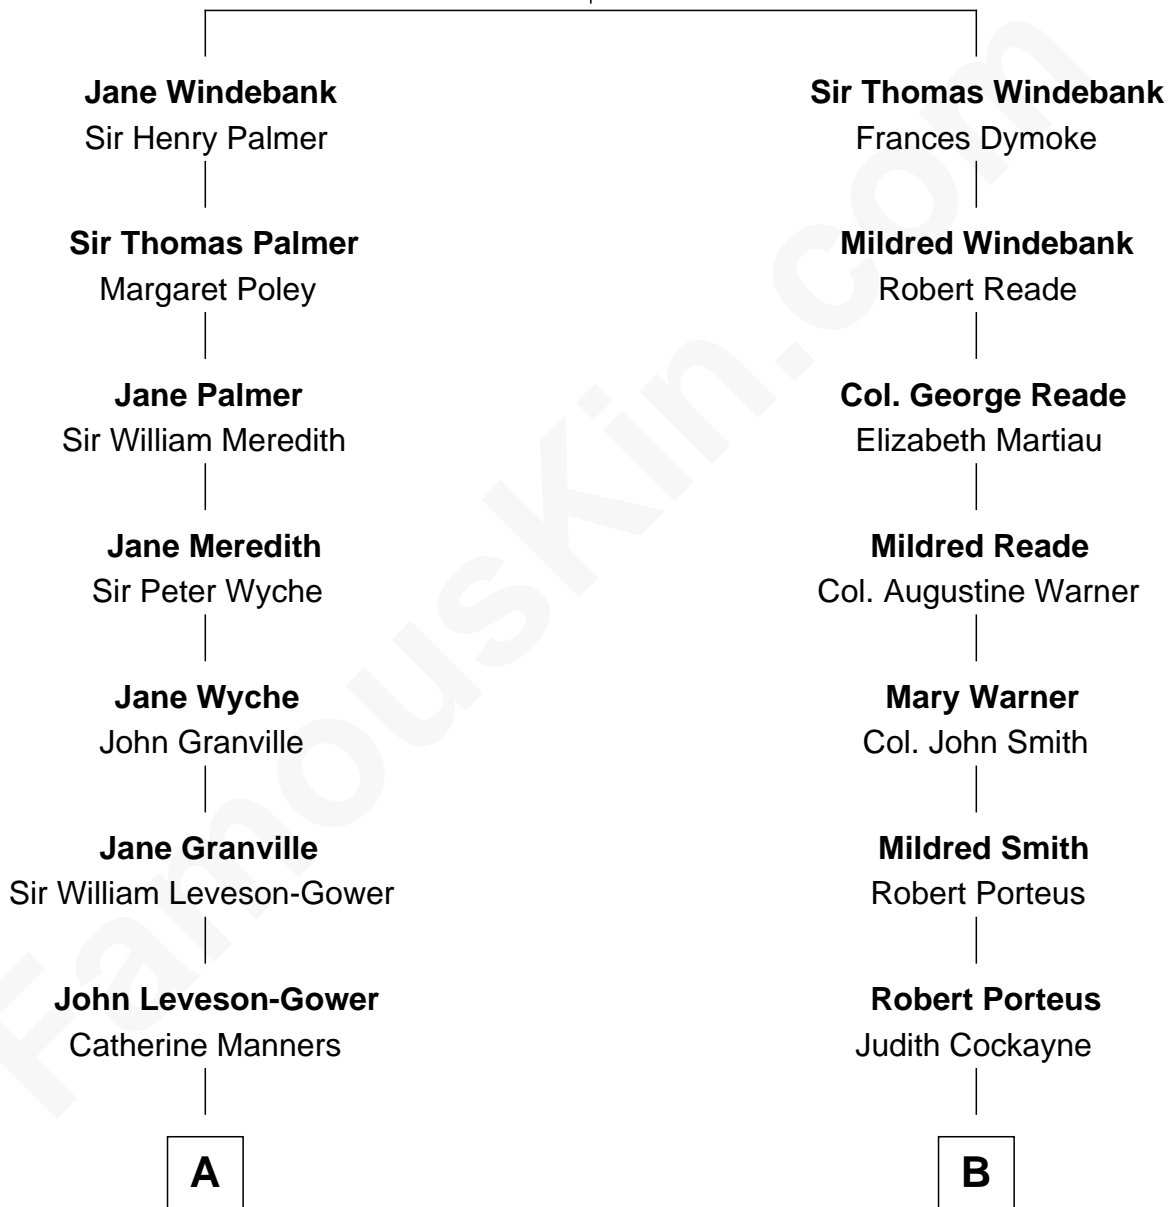 Jane Windebank
Sir Henry Palmer
Sir Thomas Palmer
Margaret Poley
Jane Palmer
Sir William Meredith
Jane Meredith
Sir Peter Wyche
Jane Wyche
John Granville
Jane Granville
Sir William Leveson-Gower
John Leveson-Gower
Catherine Manners
A
Sir Thomas Windebank
Frances Dymoke
Mildred Windebank
Robert Reade
Col. George Reade
Elizabeth Martiau
Mildred Reade
Col. Augustine Warner
Mary Warner
Col. John Smith
Mildred Smith
Robert Porteus
Robert Porteus
Judith Cockayne
B
FamousKin.com